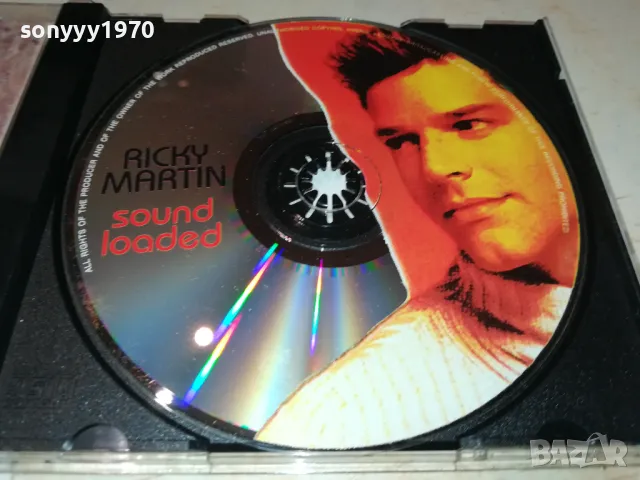 sonyyy1970
ALL RIGHTS OF THE PRODUCER AND OF THE OWNER OF THE WORK REPRODUCED RESERVED.
RICKY
MARTIN
sound
loaded
BAZAR